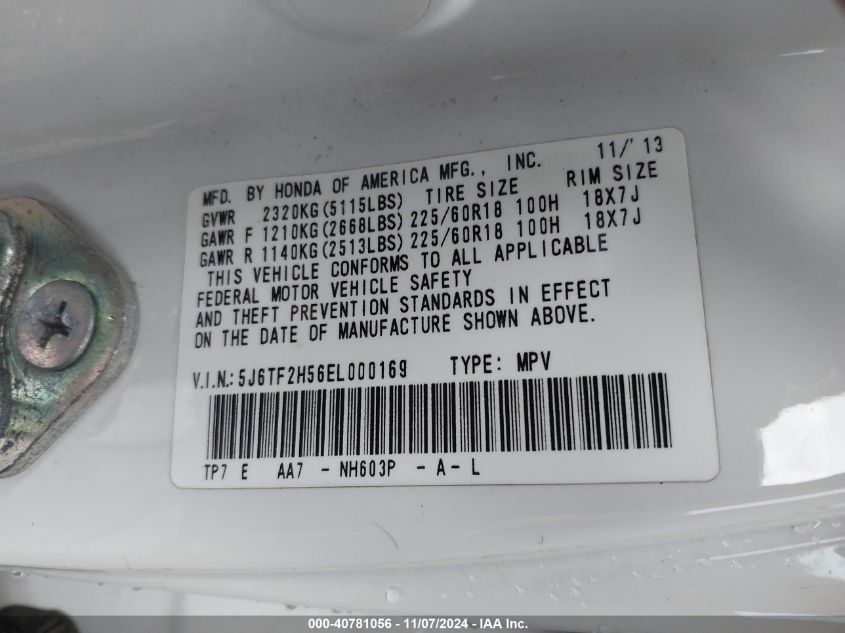 MFD. BY HONDA OF AMERICA MFG., INC. 11/'13
GVWR 2320KG(5115LBS) TIRE SIZE RIM SIZE
GAWR F 1210KG(2668LBS) 225/60R18 100H 18X7J
GAWR R 1140KG(2513LBS) 225/60R18 100H 18X7J
THIS VEHICLE CONFORMS TO ALL APPLICABLE
FEDERAL MOTOR VEHICLE SAFETY
AND THEFT PREVENTION STANDARDS IN EFFECT
ON THE DATE OF MANUFACTURE SHOWN ABOVE.
V.I.N.: 5J6TF2H56EL000169 TYPE: MPV
TP7 E AA7 - NH603P - A - L
000-40781056 - 11/07/2024 - IAA Inc.